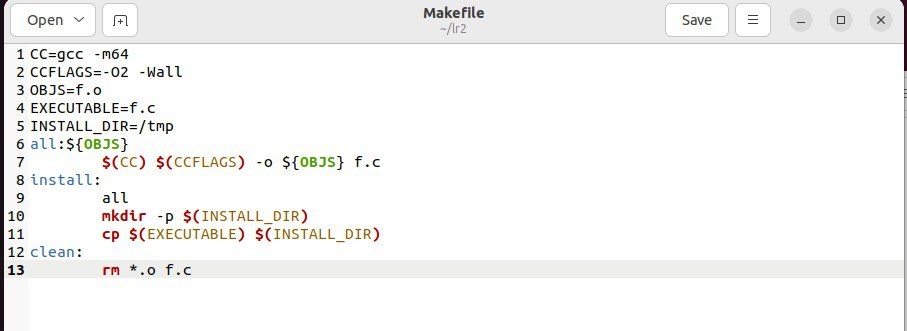 Open Makefile Save
~/lr2
1 CC=gcc -m64
2 CCFLAGS=-O2 -Wall
3 OBJS=f.o
4 EXECUTABLE=f.c
5 INSTALL_DIR=/tmp
6 all:${OBJS}
7 $(CC) $(CCFLAGS) -o ${OBJS} f.c
8 install:
9 all
10 mkdir -p $(INSTALL_DIR)
11 cp $(EXECUTABLE) $(INSTALL_DIR)
12 clean:
13 rm *.o f.c